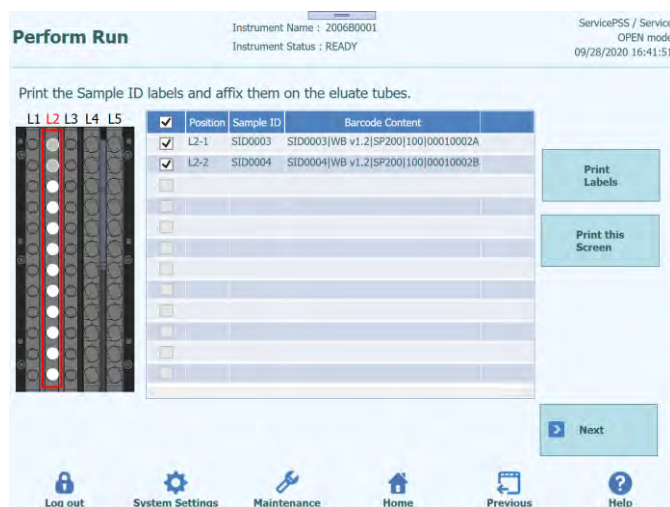 Perform Run
Instrument Name : 200680001
Instrument Status : READY
ServicePSS / Service
OPEN mode
09/28/2020 16:41:51
Print the Sample ID labels and affix them on the eluate tubes.
L1 L2 L3 L4 L5
Position Sample ID Barcode Content
L2-1 SID0003 SID0003|WB v1.2|SP200|100|00010002A
L2-2 SID0004 SID0004|WB v1.2|SP200|100|00010002B
Print
Labels
Print this
Screen
Next
Log out System Settings Maintenance Home Previous Help